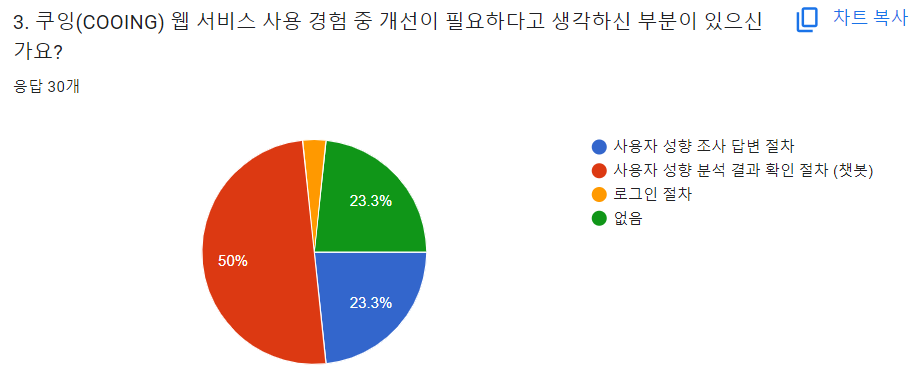 3. 쿠잉(COOING) 웹 서비스 사용 경험 중 개선이 필요하다고 생각하신 부분이 있으신
가요?
차트 복사
응답 30개
사용자 성향 조사 답변 절차
사용자 성향 분석 결과 확인 절차 (챗봇)
로그인 절차
없음
23.3%
50%
23.3%